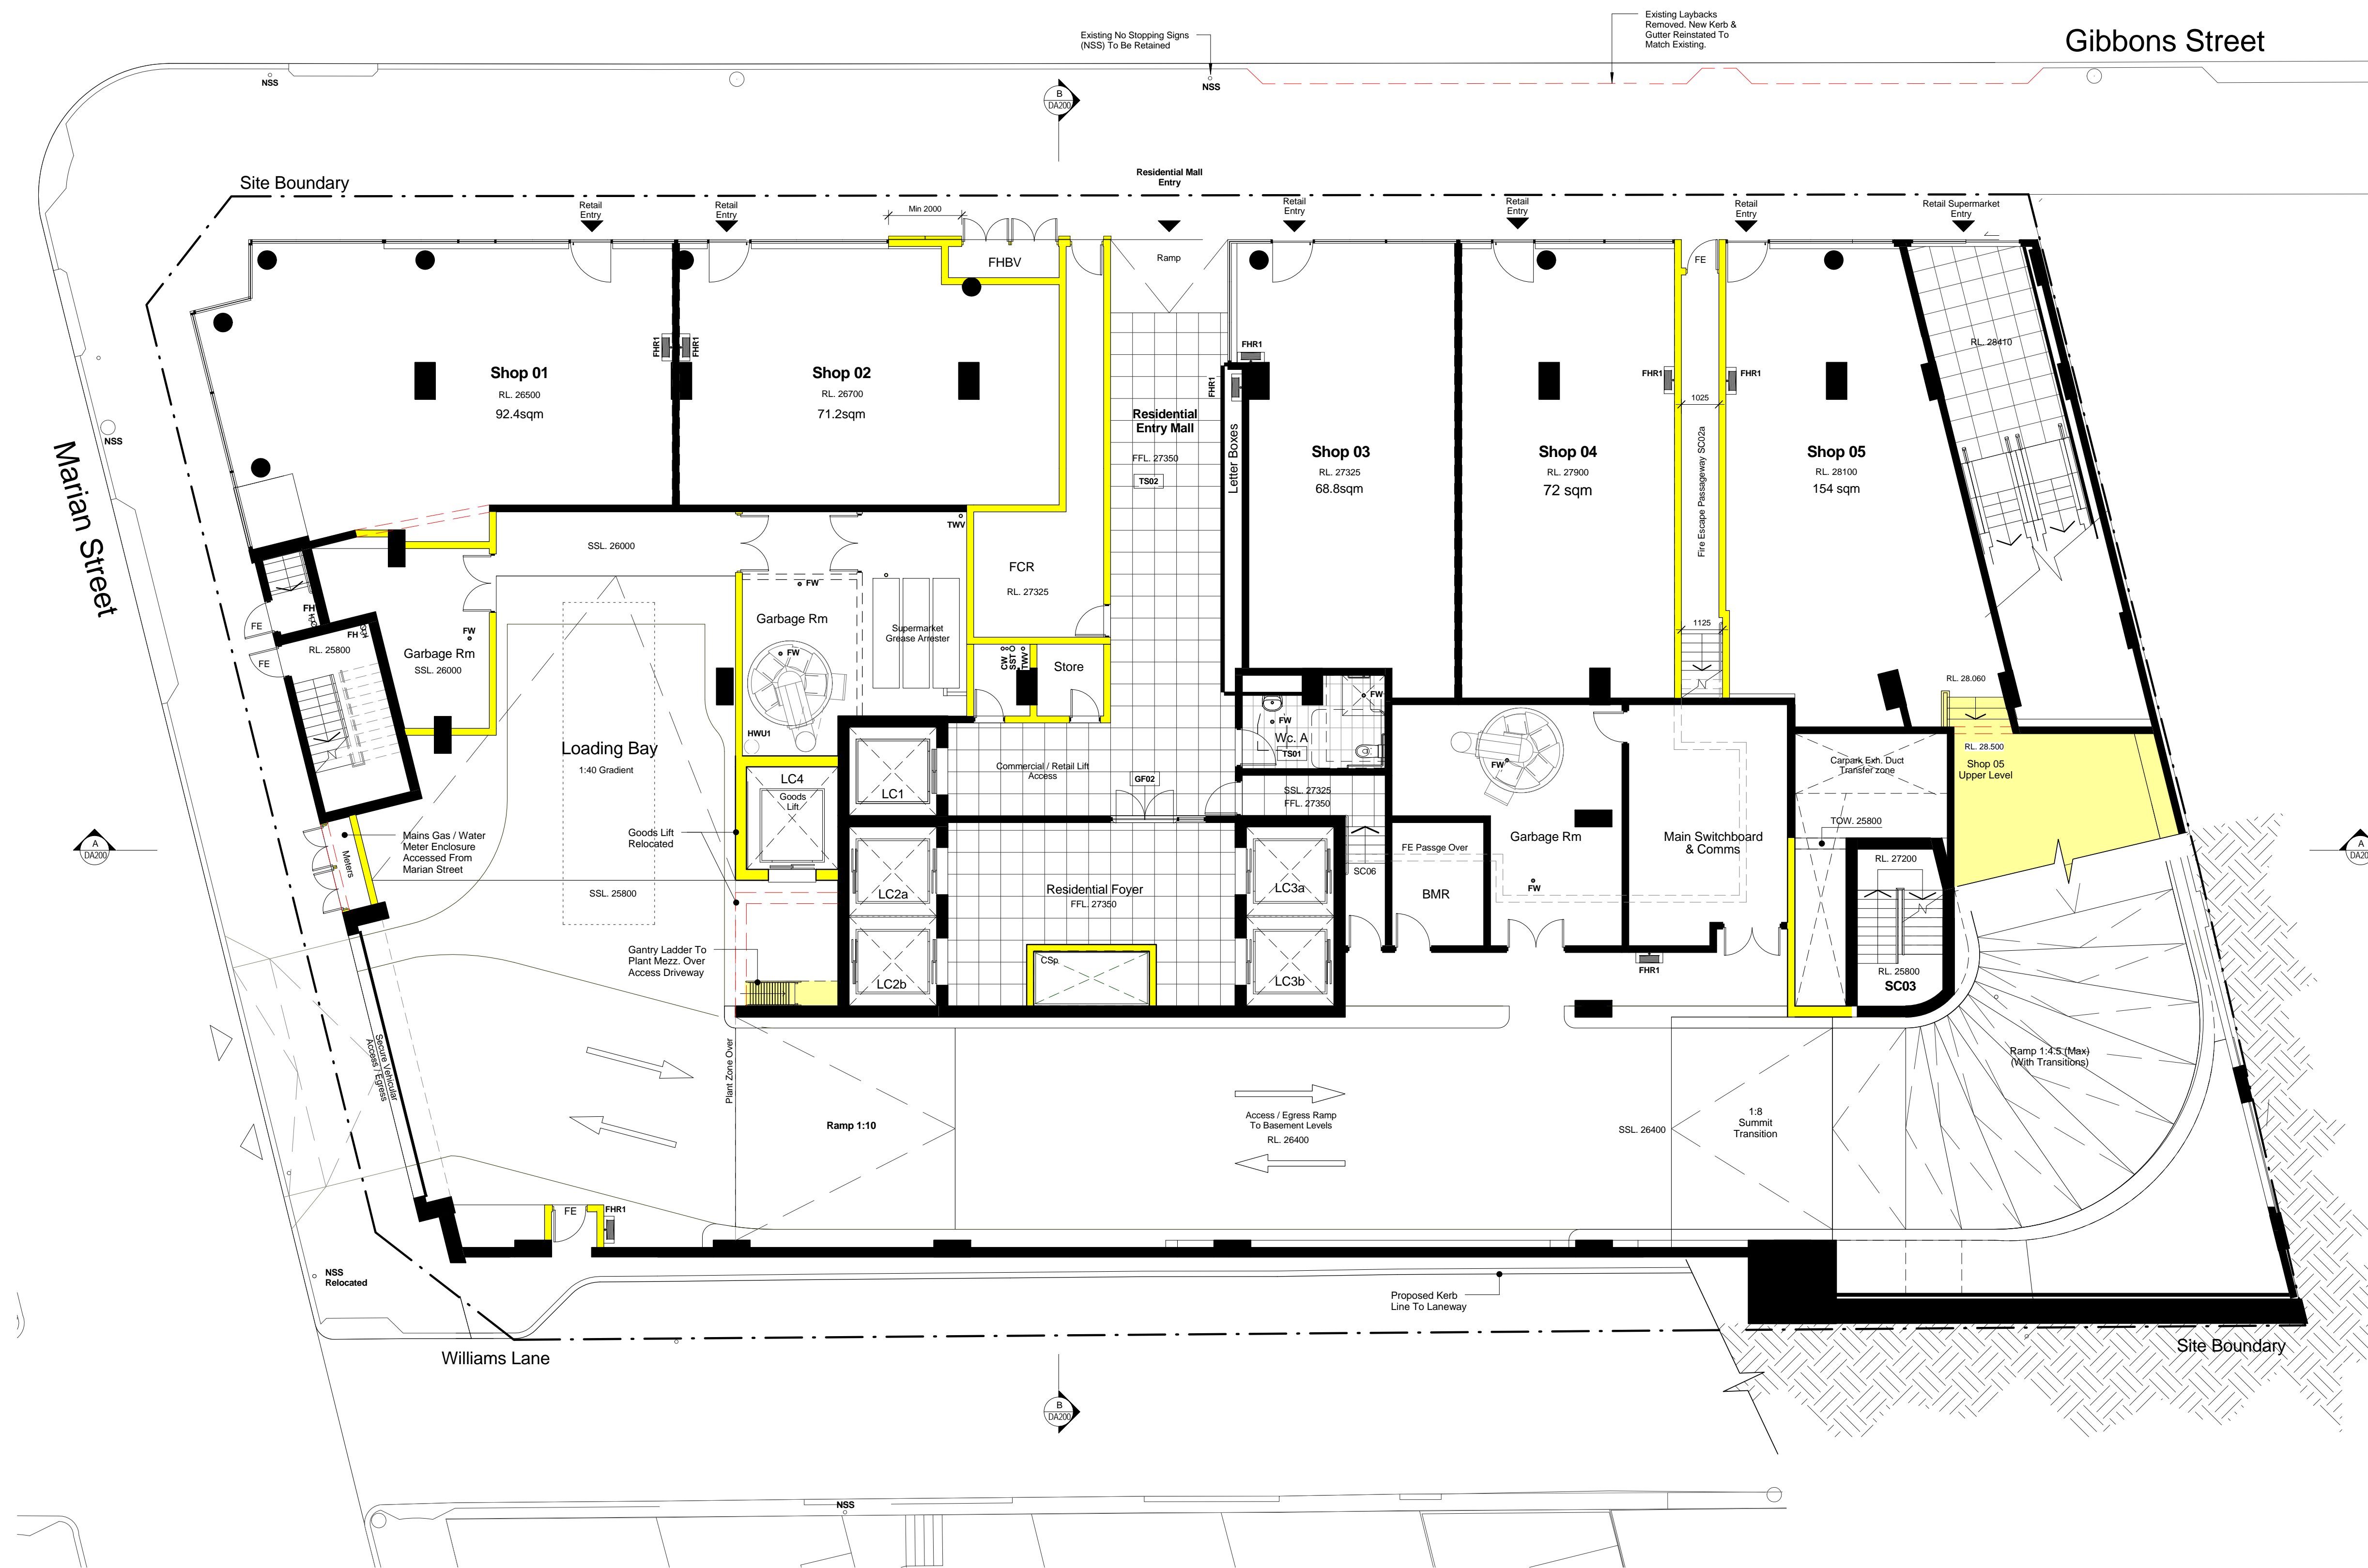 Existing Laybacks
Removed. New Kerb &
Gutter Reinstated To
Match Existing.
Gibbons Street
Existing No Stopping Signs
(NSS) To Be Retained
NSS
NSS
B
DA200
Residential Mall
Entry
Site Boundary
Retail
Entry
Retail
Entry
Min 2000
Retail
Entry
Retail
Entry
Retail
Entry
Retail Supermarket
Entry
FHBV
Ramp
FE
RL. 28410
FHR1
FHR1
FHR1
FHR1
FHR1
FHR1
Shop 01
RL. 26500
92.4sqm
Shop 02
RL. 26700
71.2sqm
Residential
Entry Mall
FFL. 27350
TS02
Letter Boxes
Shop 03
RL. 27325
68.8sqm
Shop 04
RL. 27900
72 sqm
1025
Fire Escape Passageway SC02a
1125
Shop 05
RL. 28100
154 sqm
NSS
Marian Street
TWV
SSL. 26000
FCR
RL. 27325
FW
Garbage Rm
Supermarket
Grease Arrester
FW
FH
FH
FE
FE
RL. 25800
FW
Garbage Rm
SSL. 26000
CW
SST
TWV
Store
RL. 28.060
FW
FW
Wc. A
TS01
HWU1
Loading Bay
1:40 Gradient
LC4
Goods
Lift
LC1
Commercial / Retail Lift
Access
GF02
SSL. 27325
FFL. 27350
FW
RL. 28.500
Shop 05
Upper Level
Carpark Exh. Duct
Transfer zone
TOW. 25800
A
DA200
Mains Gas / Water
Meter Enclosure
Accessed From
Marian Street
Meters
Goods Lift
Relocated
FE Passge Over
Garbage Rm
Main Switchboard
& Comms
RL. 27200
A
DA200
SSL. 25800
LC2a
Residential Foyer
FFL. 27350
LC3a
SC06
BMR
FW
Gantry Ladder To
Plant Mezz. Over
Access Driveway
LC2b
CSp
LC3b
FHR1
RL. 25800
SC03
Secure Vehicular
Access / Egress
Plant Zone Over
Ramp 1:10
Access / Egress Ramp
To Basement Levels
RL. 26400
SSL. 26400
1:8
Summit
Transition
Ramp 1:4.5 (Max)
(With Transitions)
FE
FHR1
NSS
Relocated
Proposed Kerb
Line To Laneway
Williams Lane
Site Boundary
B
DA200
NSS